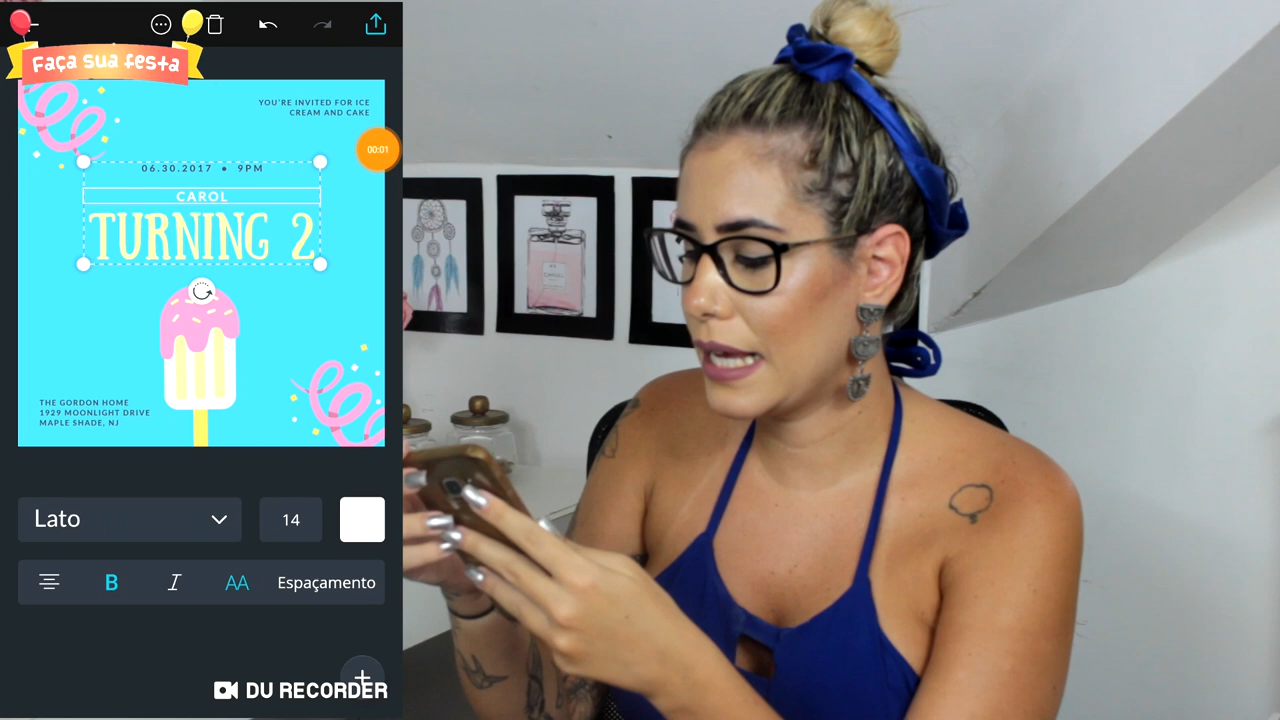 Faça sua festa
YOU'RE INVITED FOR ICE
CREAM AND CAKE
00:01
06.30.2017 • 9PM
CAROL
TURNING 2
THE GORDON HOME
1929 MOONLIGHT DRIVE
MAPLE SHADE, NJ
Lato
14
B I AA Espaçamento
DU RECORDER